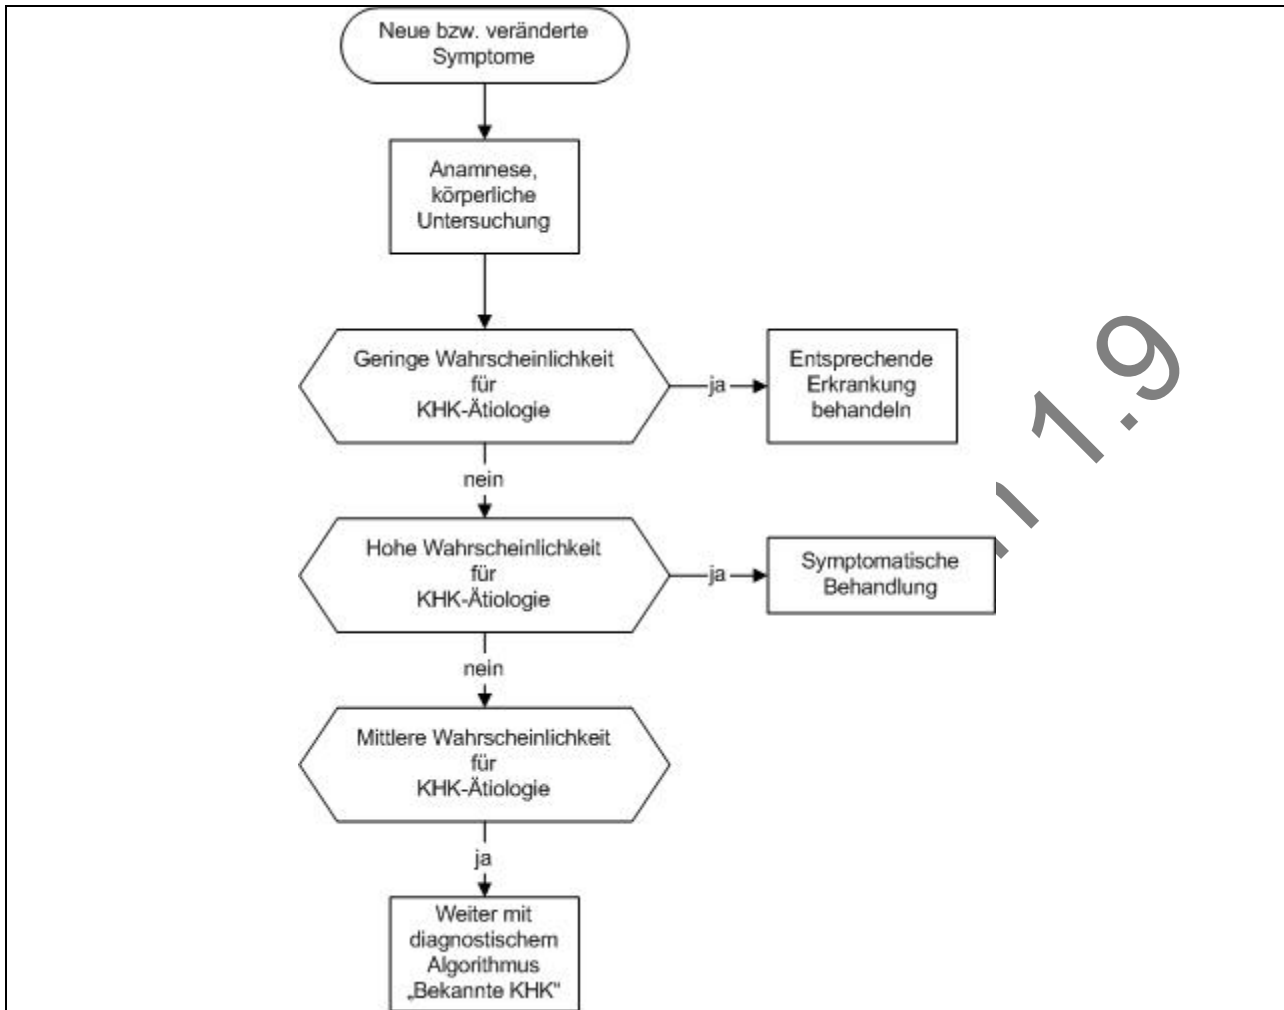 Neue bzw. veränderte
Symptome
Anamnese,
körperliche
Untersuchung
Geringe Wahrscheinlichkeit
für
KHK-Ätiologie
ja
Entsprechende
Erkrankung
behandeln
nein
Hohe Wahrscheinlichkeit
für
KHK-Ätiologie
ja
Symptomatische
Behandlung
nein
Mittlere Wahrscheinlichkeit
für
KHK-Ätiologie
ja
Weiter mit
diagnostischem
Algorithmus
„Bekannte KHK"
1.9